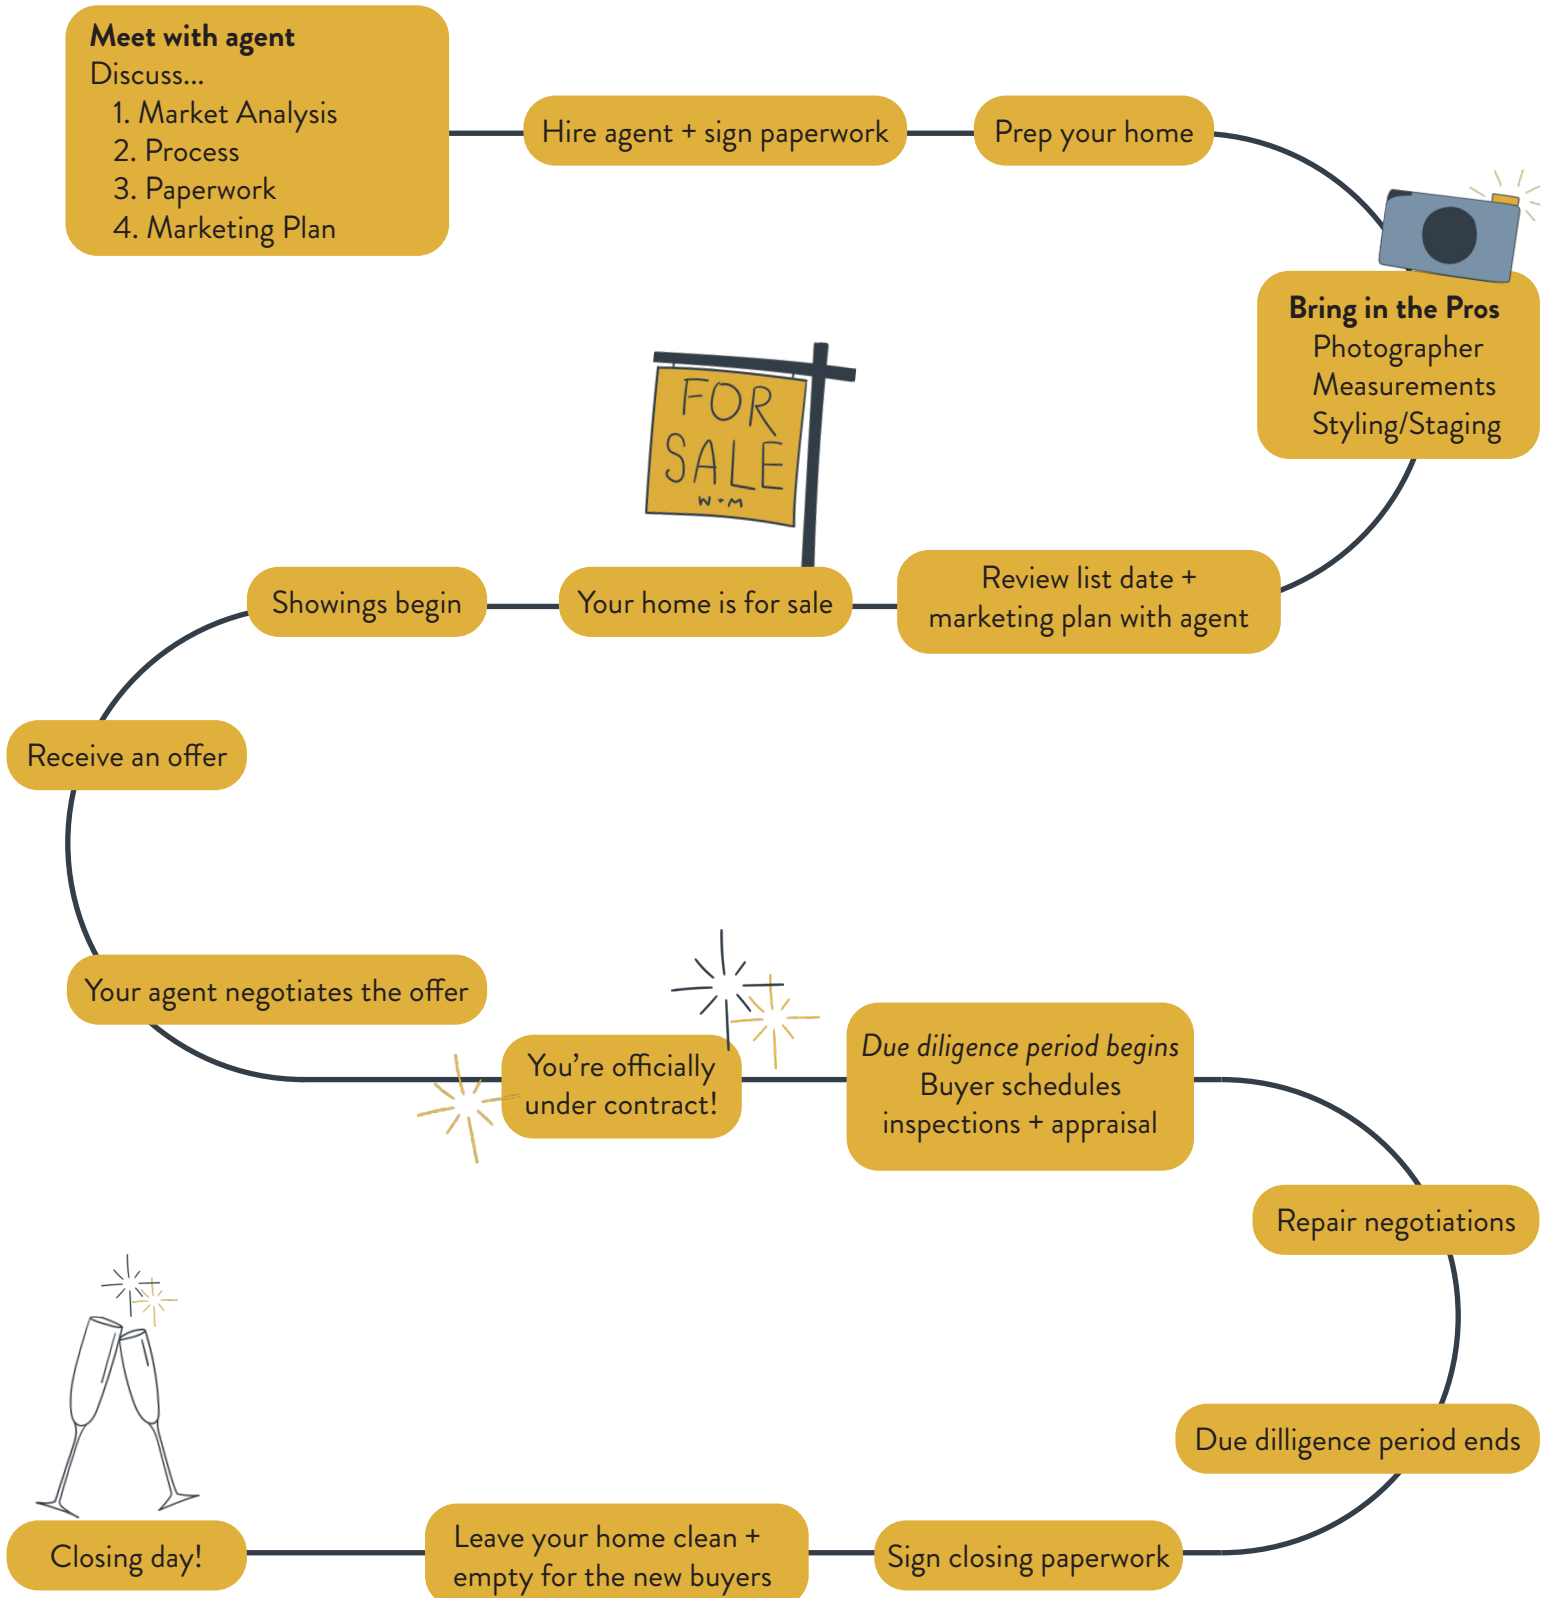 Meet with agent
Discuss...
1. Market Analysis
2. Process
3. Paperwork
4. Marketing Plan
Hire agent + sign paperwork
Prep your home
Bring in the Pros
Photographer
Measurements
Styling/Staging
Review list date +
marketing plan with agent
FOR
SALE
W+M
Your home is for sale
Showings begin
Receive an offer
Your agent negotiates the offer
You're officially
under contract!
Due diligence period begins
Buyer schedules
inspections + appraisal
Repair negotiations
Due dilligence period ends
Sign closing paperwork
Leave your home clean +
empty for the new buyers
Closing day!